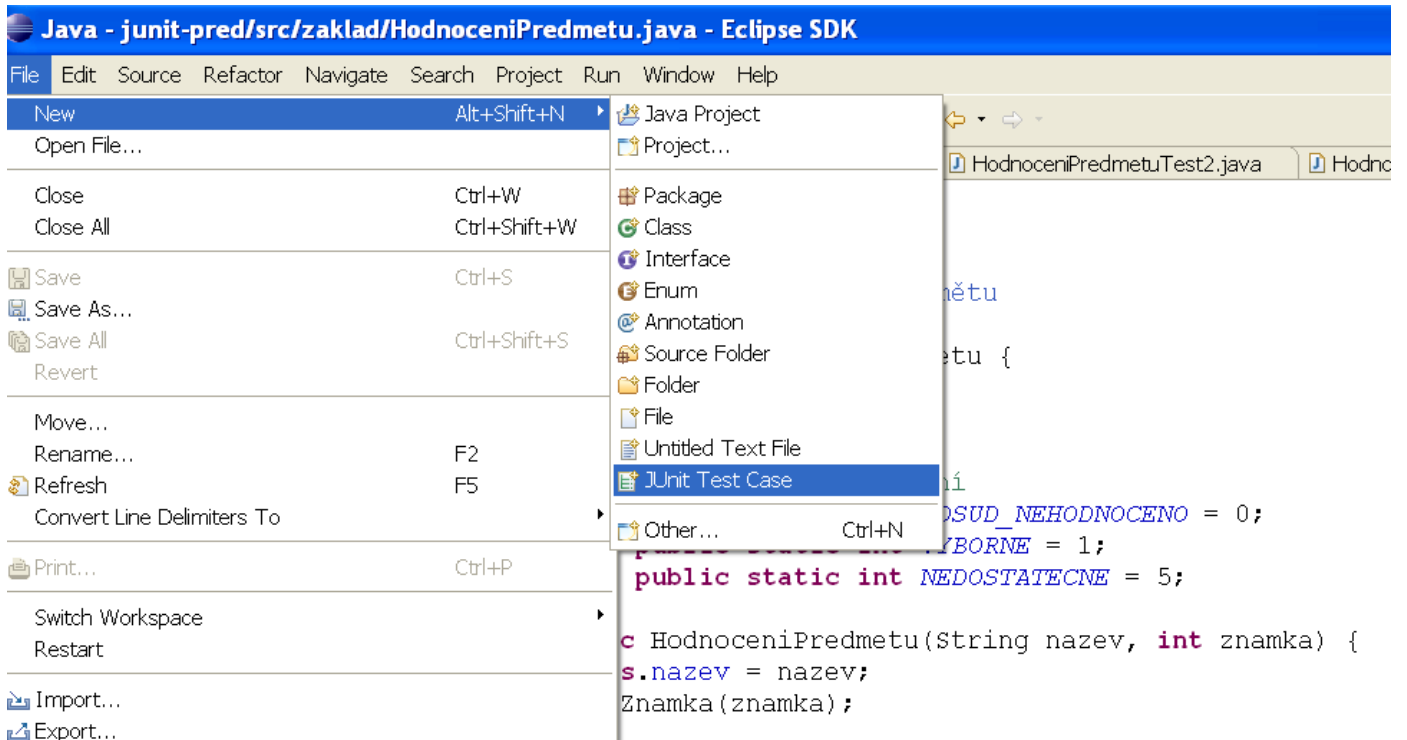 Java - junit-pred/src/zaklad/HodnoceniPredmetu.java - Eclipse SDK
File Edit Source Refactor Navigate Search Project Run Window Help
New Alt+Shift+N
Open File...
Close Ctrl+W
Close All Ctrl+Shift+W
Save Ctrl+S
Save As...
Save All Ctrl+Shift+S
Revert
Move...
Rename... F2
Refresh F5
Convert Line Delimiters To
Print... Ctrl+P
Switch Workspace
Restart
Import...
Export...
Java Project
Project...
Package
Class
Interface
Enum
Annotation
Source Folder
Folder
File
Untitled Text File
JUnit Test Case
Other... Ctrl+N
HodnoceniPredmetuTest2.java Hodnc
mětu
etu {
ní
OSUD_NEHODNOCENO = 0;
public static int VYBORNE = 1;
public static int NEDOSTATECNE = 5;
c HodnoceniPredmetu(String nazev, int znamka) {
s.nazev = nazev;
Znamka(znamka);